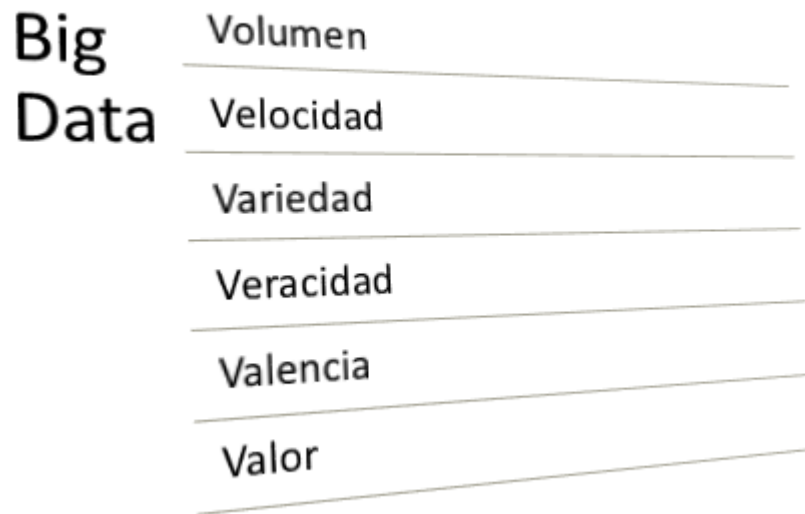 Big
Data
Volumen
Velocidad
Variedad
Veracidad
Valencia
Valor